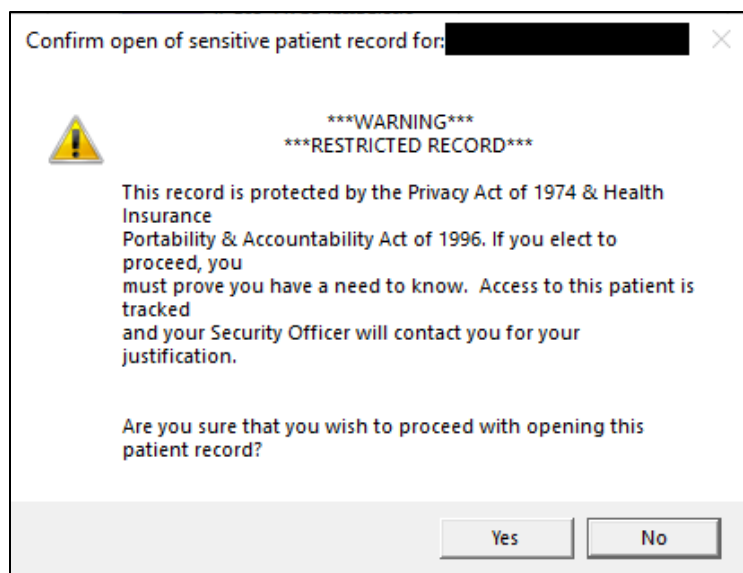 Confirm open of sensitive patient record for:
***WARNING***
***RESTRICTED RECORD***
This record is protected by the Privacy Act of 1974 & Health
Insurance
Portability & Accountability Act of 1996. If you elect to
proceed, you
must prove you have a need to know.  Access to this patient is
tracked
and your Security Officer will contact you for your
justification.
Are you sure that you wish to proceed with opening this
patient record?
Yes
No